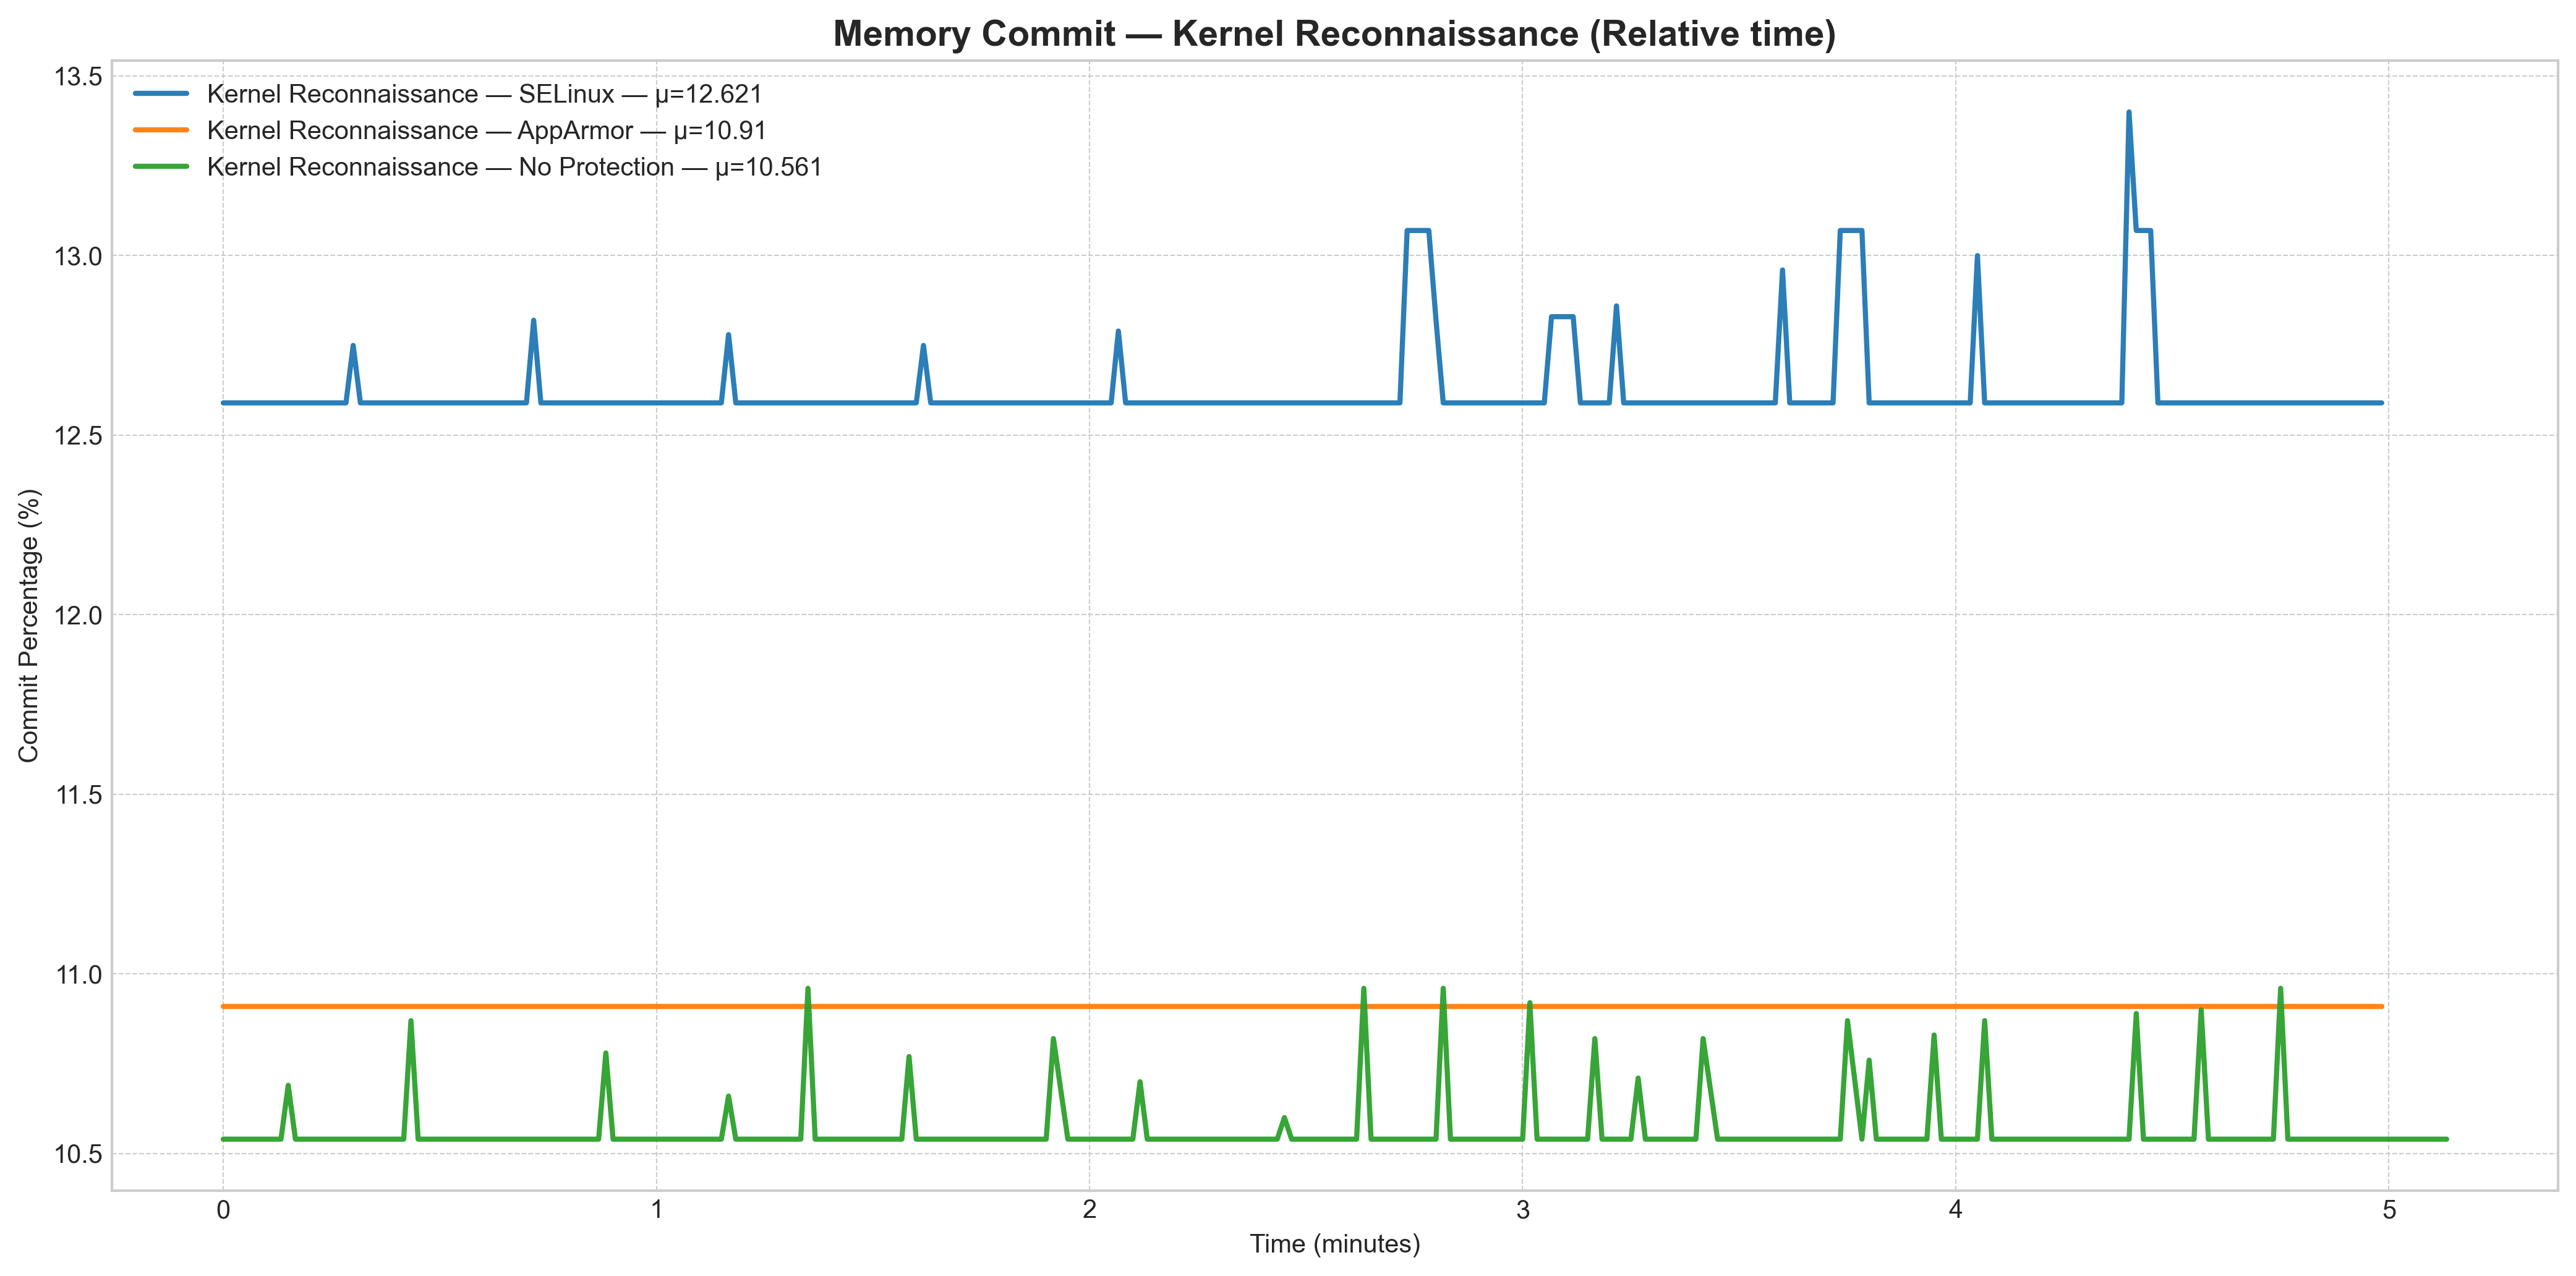 Memory Commit — Kernel Reconnaissance (Relative time)
Kernel Reconnaissance — SELinux — µ=12.621
Kernel Reconnaissance — AppArmor — µ=10.91
Kernel Reconnaissance — No Protection — µ=10.561
Commit Percentage (%)
13.5
13.0
12.5
12.0
11.5
11.0
10.5
0 1 2 3 4 5
Time (minutes)